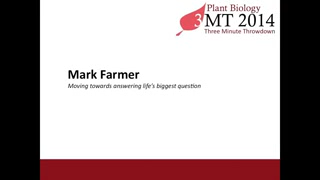 Plant Biology
3MT 2014
Three Minute Throwdown
Mark Farmer
Moving towards answering life's biggest question